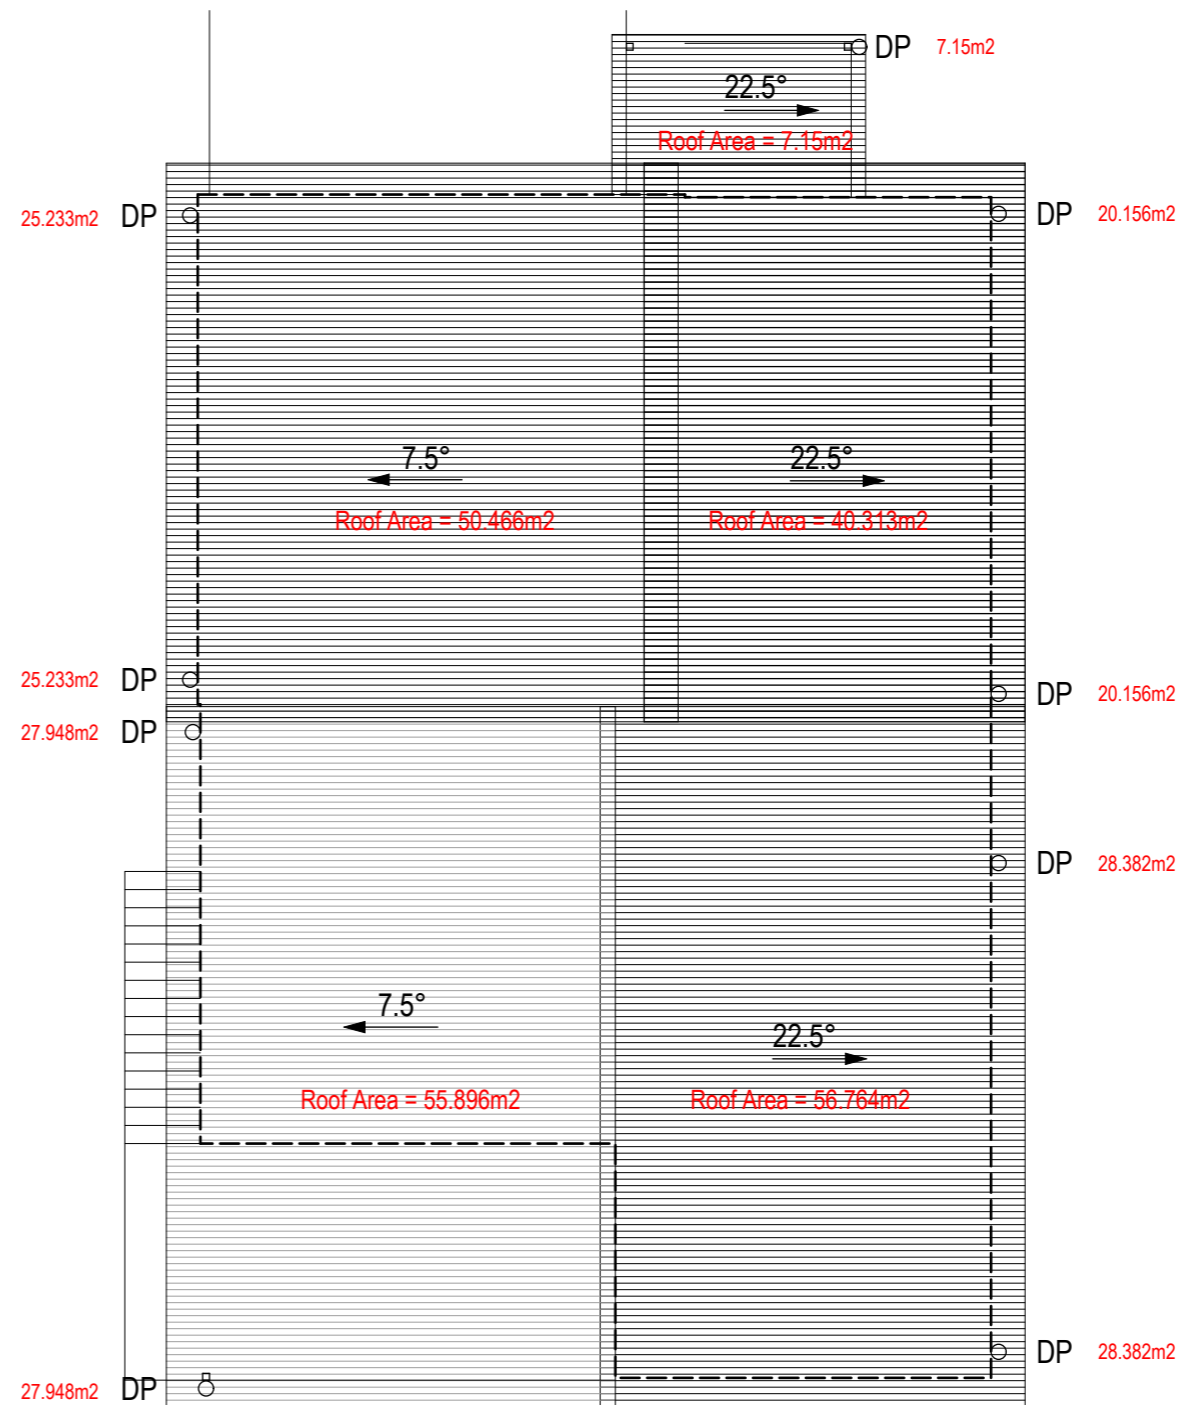 DP 7.15m2
22.5°
Roof Area = 7.15m2
25.233m2 DP
DP 20.156m2
7.5°
22.5°
Roof Area = 50.466m2
Roof Area = 40.313m2
25.233m2 DP
DP 20.156m2
27.948m2 DP
DP 28.382m2
7.5°
22.5°
Roof Area = 55.896m2
Roof Area = 56.764m2
DP 28.382m2
27.948m2 DP